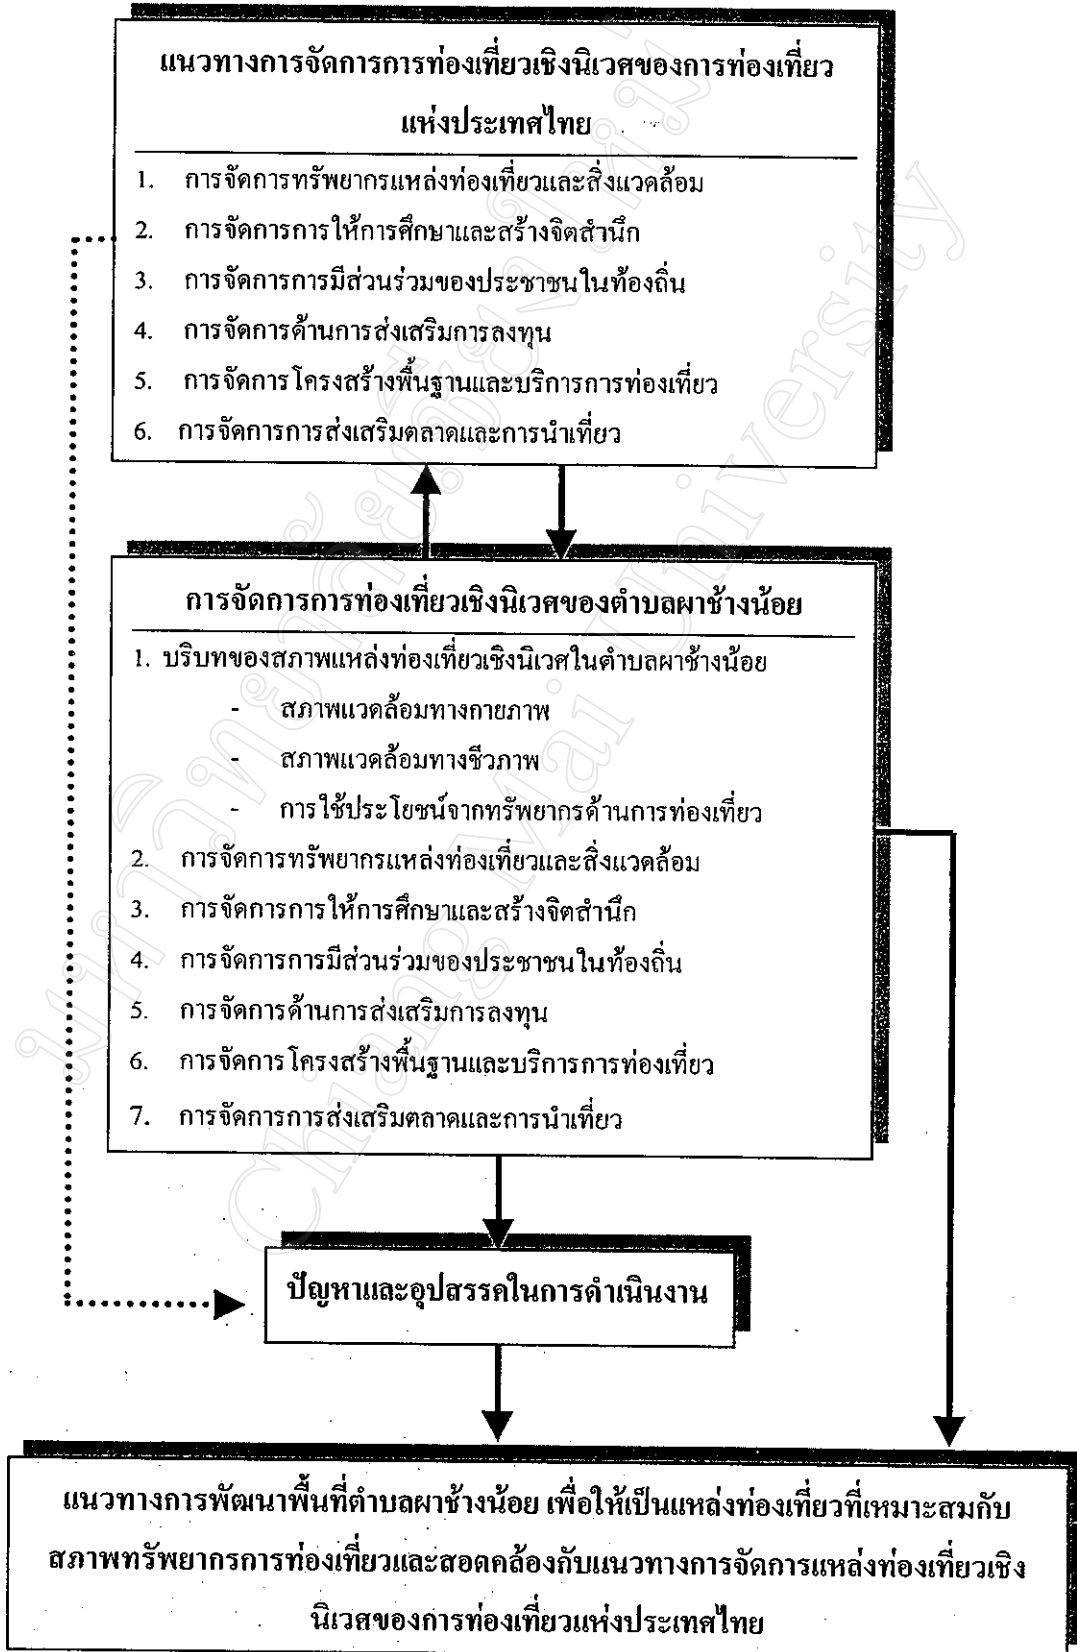 แนวทางการจัดการการท่องเที่ยวเชิงนิเวศของการท่องเที่ยว
แห่งประเทศไทย
1. การจัดการทรัพยากรแหล่งท่องเที่ยวและสิ่งแวดล้อม
2. การจัดการการให้การศึกษาและสร้างจิตสำนึก
3. การจัดการการมีส่วนร่วมของประชาชนในท้องถิ่น
4. การจัดการด้านการส่งเสริมการลงทุน
5. การจัดการโครงสร้างพื้นฐานและบริการการท่องเที่ยว
6. การจัดการการส่งเสริมตลาดและการนำเที่ยว
การจัดการการท่องเที่ยวเชิงนิเวศของตำบลผาช้างน้อย
1. บริบทของสภาพแหล่งท่องเที่ยวเชิงนิเวศในตำบลผาช้างน้อย
- สภาพแวดล้อมทางกายภาพ
- สภาพแวดล้อมทางชีวภาพ
- การใช้ประโยชน์จากทรัพยากรด้านการท่องเที่ยว
2. การจัดการทรัพยากรแหล่งท่องเที่ยวและสิ่งแวดล้อม
3. การจัดการการให้การศึกษาและสร้างจิตสำนึก
4. การจัดการการมีส่วนร่วมของประชาชนในท้องถิ่น
5. การจัดการด้านการส่งเสริมการลงทุน
6. การจัดการโครงสร้างพื้นฐานและบริการการท่องเที่ยว
7. การจัดการการส่งเสริมตลาดและการนำเที่ยว
ปัญหาและอุปสรรคในการดำเนินงาน
แนวทางการพัฒนาพื้นที่ตำบลผาช้างน้อย เพื่อให้เป็นแหล่งท่องเที่ยวที่เหมาะสมกับ
สภาพทรัพยากรการท่องเที่ยวและสอดคล้องกับแนวทางการจัดการแหล่งท่องเที่ยวเชิง
นิเวศของการท่องเที่ยวแห่งประเทศไทย
มหาวิทยาลัยเชียงใหม่
Chiang Mai University